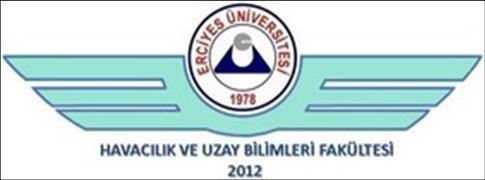 ERCİYES ÜNİVERSİTESİ
1978
HAVACILIK VE UZAY BİLİMLERİ FAKÜLTESİ
2012